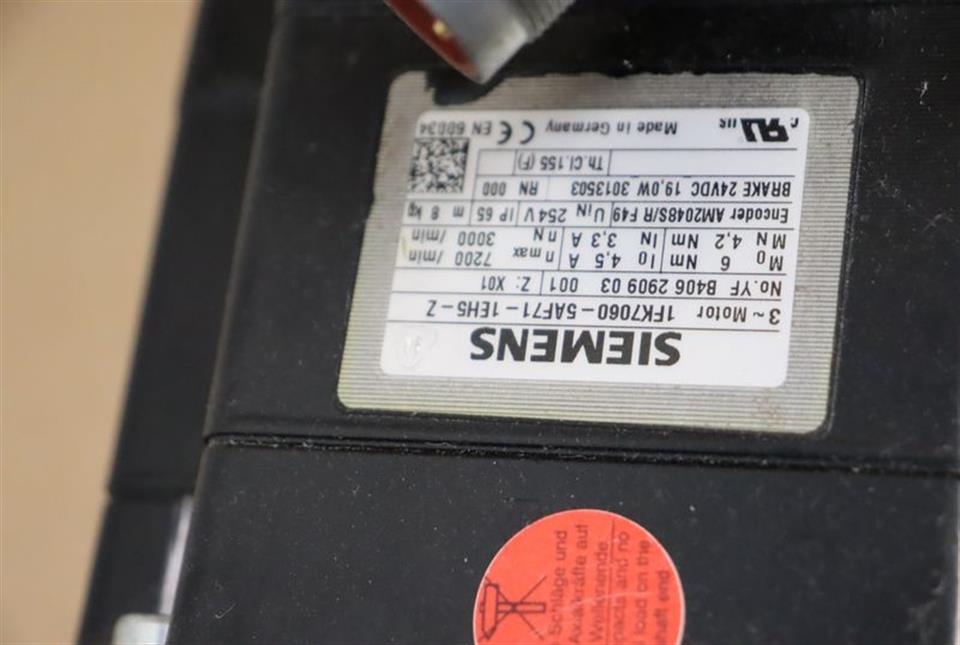 SIEMENS
3 ~ Motor 1FK7060-5AF71-1EH5-Z
No.YF B406 2909 03 001 Z: X01
M0 6 Nm I0 4,5 A n max 7200 /min
MN 4,2 Nm IN 3,3 A n N 3000 /min
Encoder AM2048S/R F49 UIN 254 V IP 65 m 8 kg
BRAKE 24VDC 19,0W 3013503 RN 000
Th.Cl.155 (F)
c UR US Made in Germany CE EN 60034
Schläge und
Axialkräfte auf
Wellenende
and no
load on the
shaft end